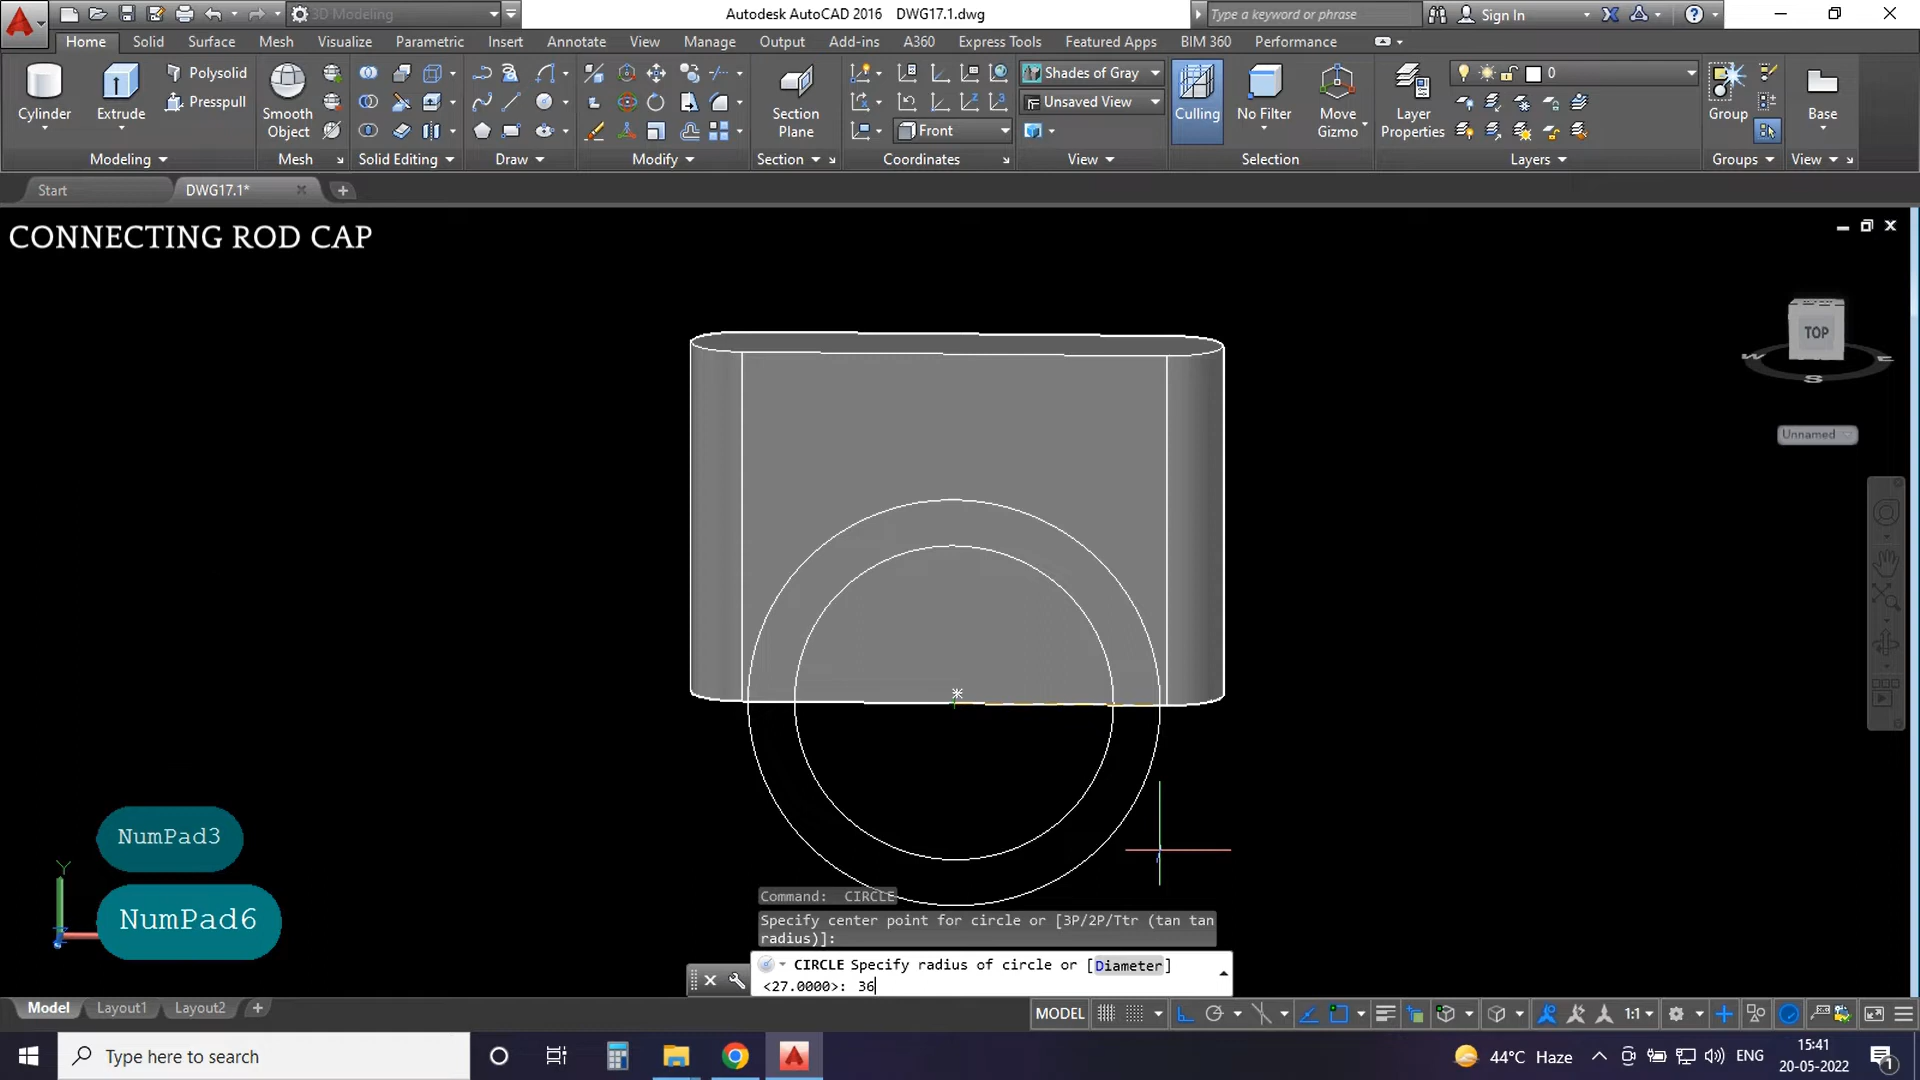 3D Modeling
Autodesk AutoCAD 2016 DWG17.1.dwg
Type a keyword or phrase
Sign In
Home Solid Surface Mesh Visualize Parametric Insert Annotate View Manage Output Add-ins A360 Express Tools Featured Apps BIM 360 Performance
Cylinder
Extrude
Polysolid
Presspull
Smooth
Object
Section
Plane
Shades of Gray
Unsaved View
Front
Culling
No Filter
Move
Gizmo
Layer
Properties
0
Group
Base
Modeling Mesh Solid Editing Draw Modify Section Coordinates View Selection Layers Groups View
Start DWG17.1*
CONNECTING ROD CAP
TOP
W
E
S
Unnamed
NumPad3
NumPad6
Y
Command: CIRCLE
Specify center point for circle or [3P/2P/Ttr (tan tan
radius)]:
CIRCLE Specify radius of circle or [Diameter]
<27.0000>: 36
Model Layout1 Layout2
MODEL
1:1
Type here to search
44°C Haze
ENG
15:41
20-05-2022
1